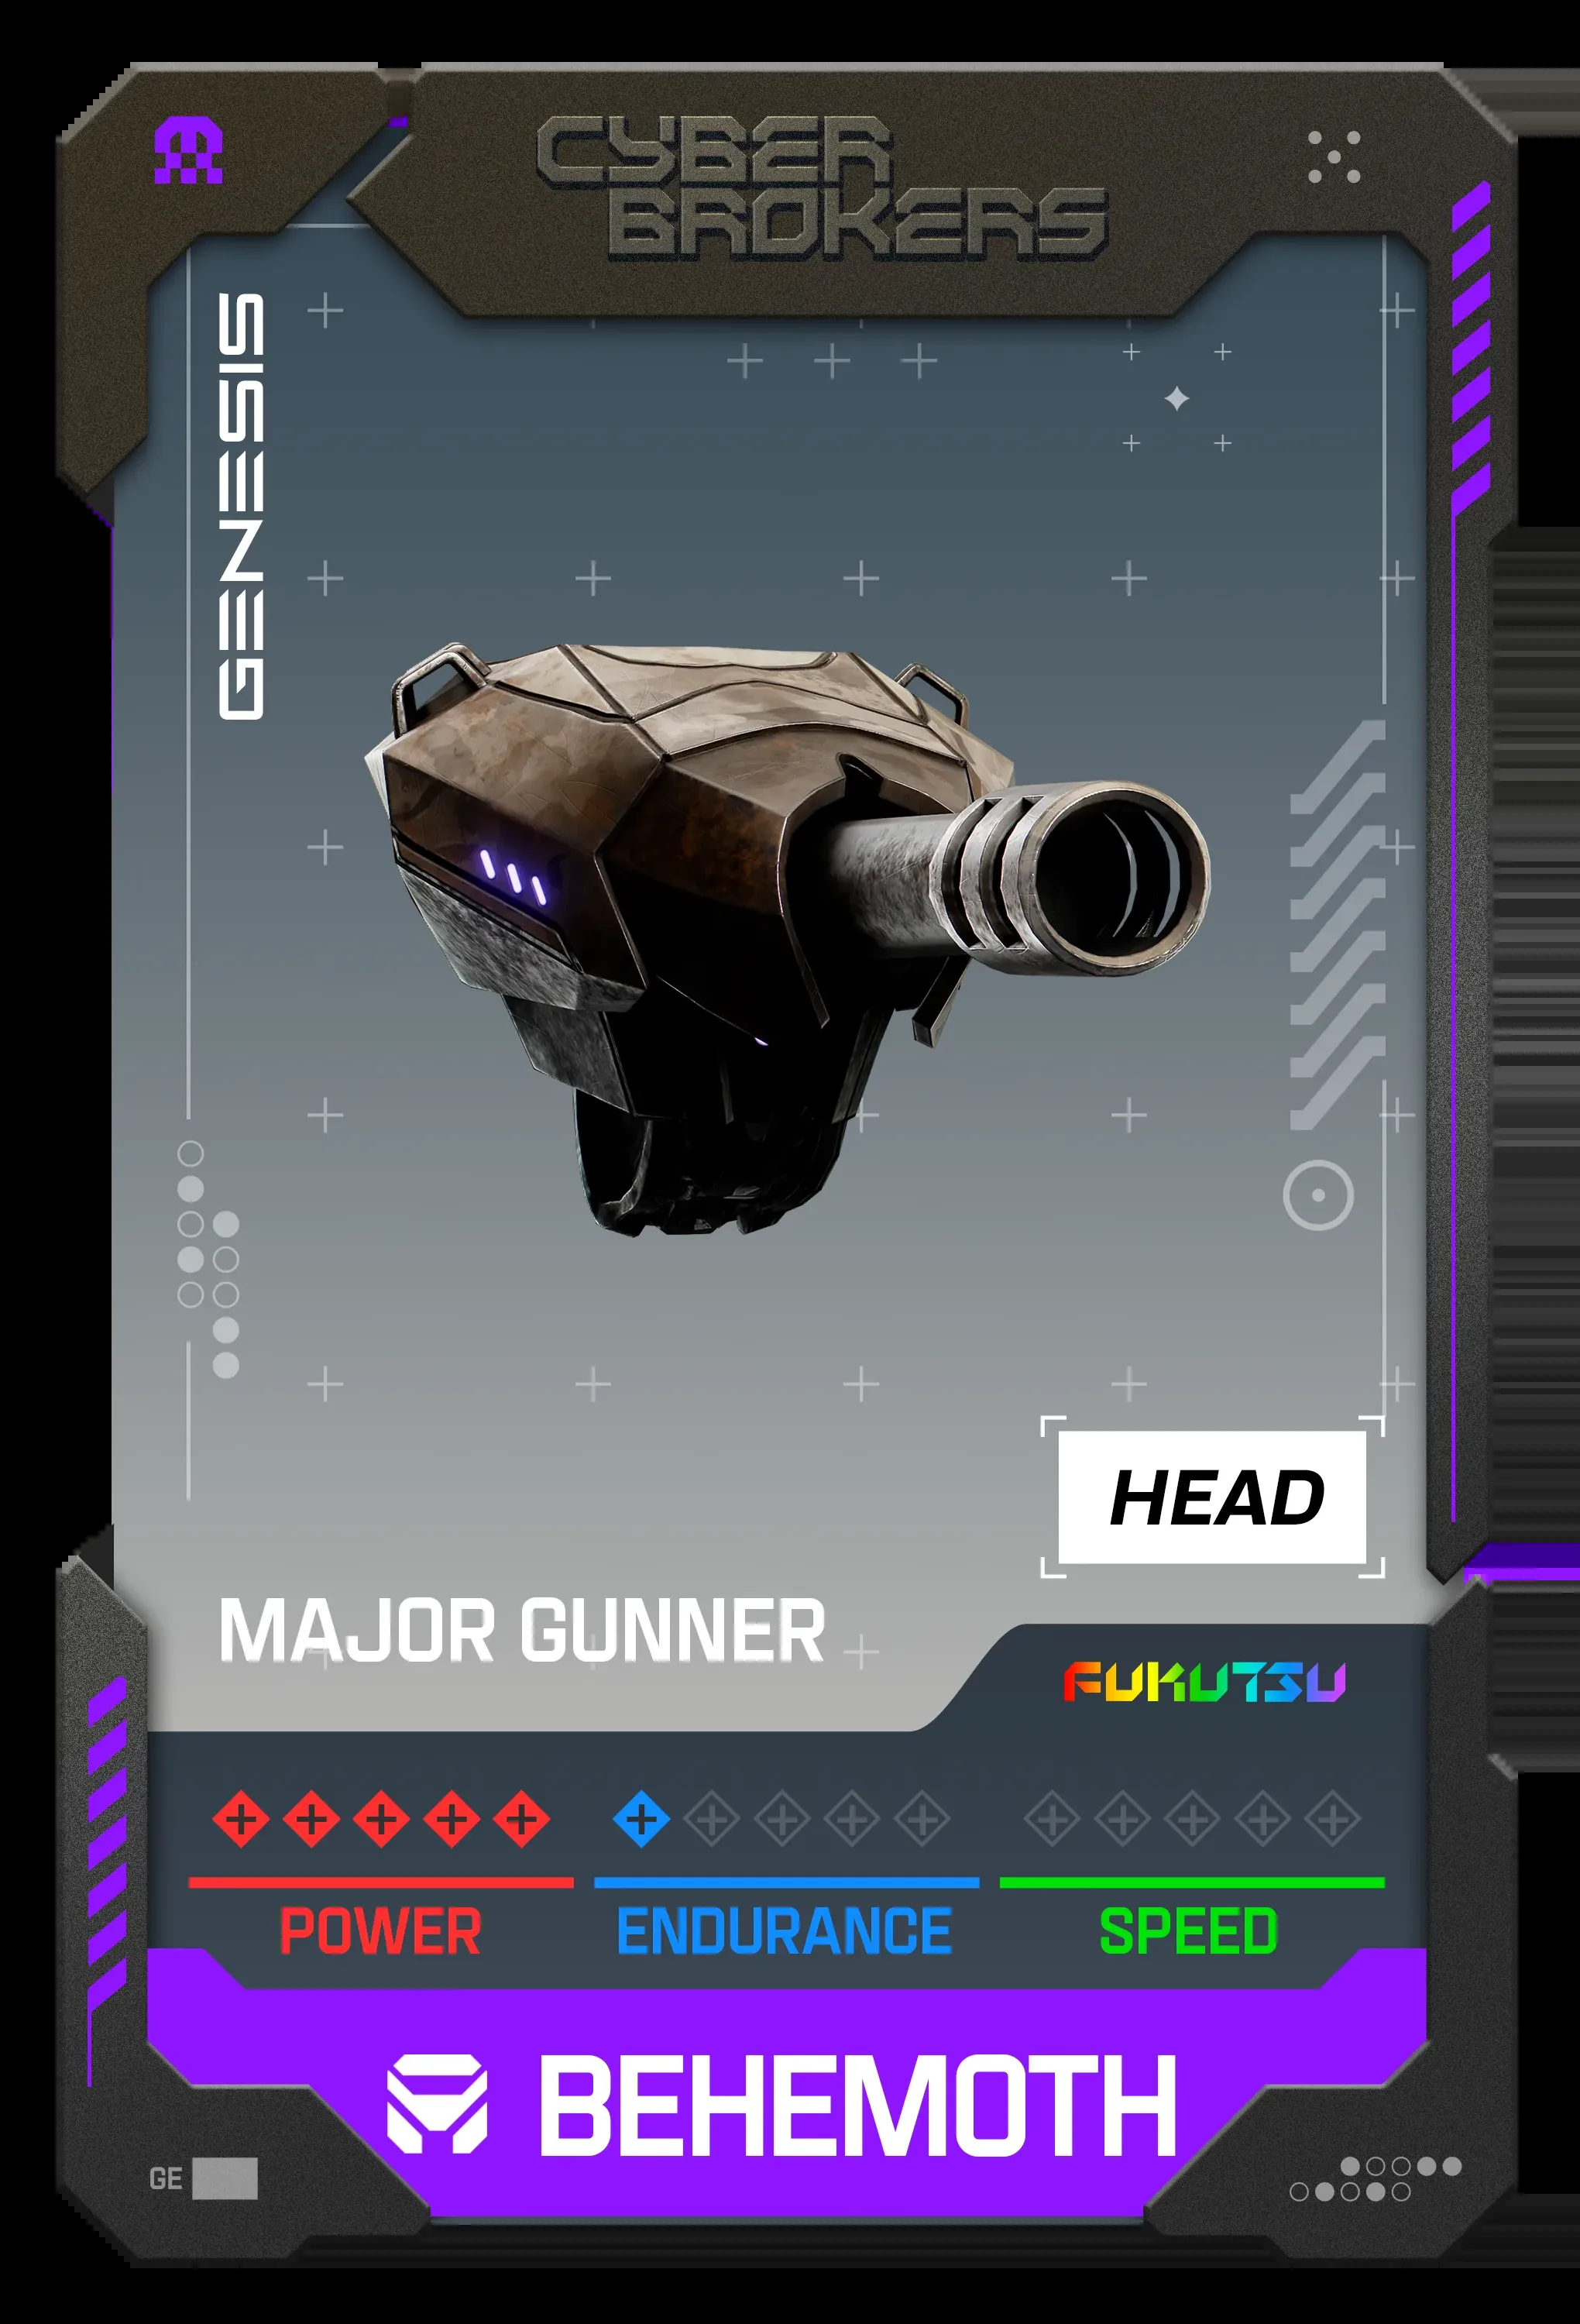 CYBER
BROKERS
GENESIS
HEAD
MAJOR GUNNER
FUKUTSU
POWER ENDURANCE SPEED
BEHEMOTH
GE